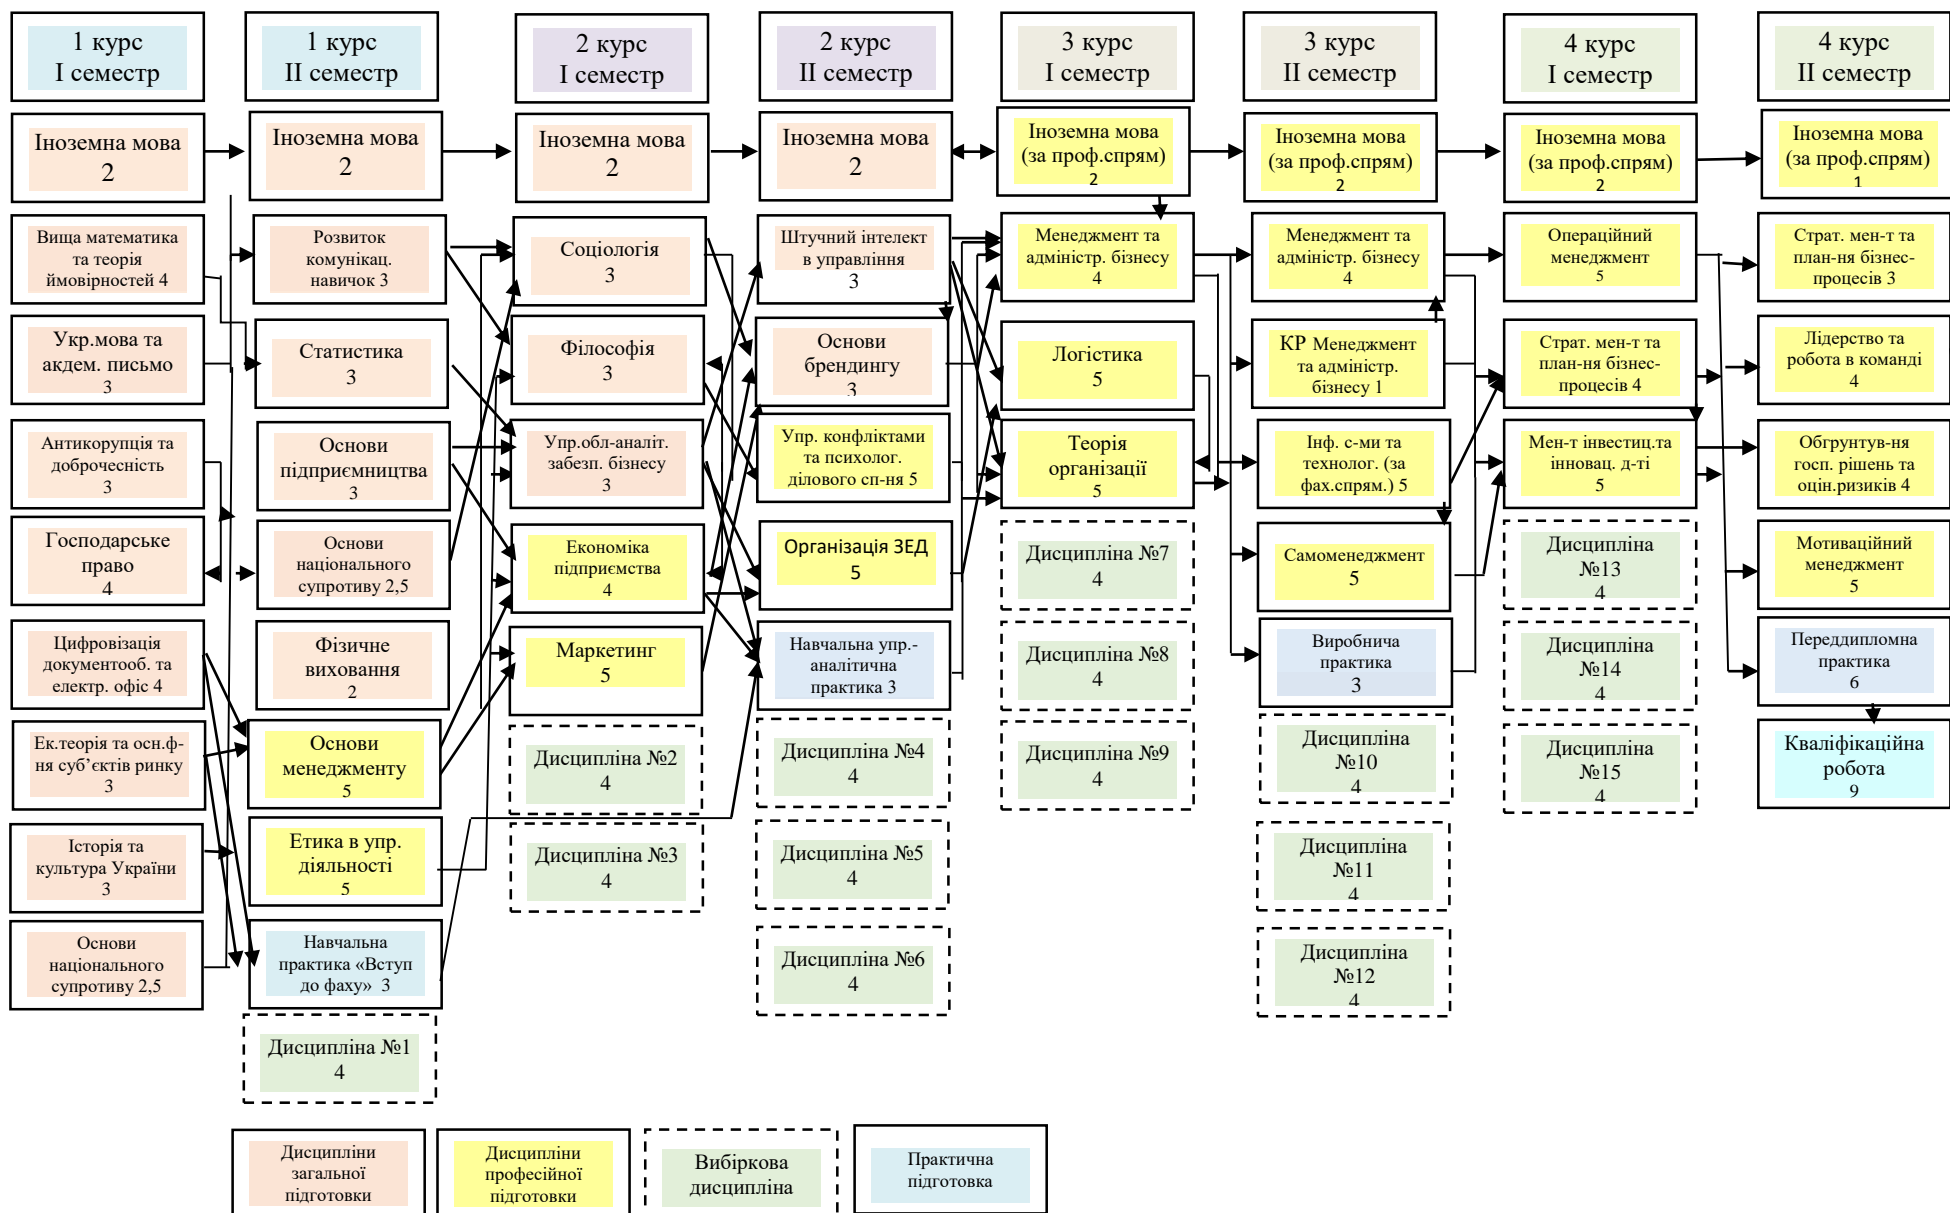 1 курс
І семестр
1 курс
ІІ семестр
2 курс
І семестр
2 курс
ІІ семестр
3 курс
І семестр
3 курс
ІІ семестр
4 курс
І семестр
4 курс
ІІ семестр
Іноземна мова
2
Іноземна мова
2
Іноземна мова
2
Іноземна мова
2
Іноземна мова
(за проф.спрям)
2
Іноземна мова
(за проф.спрям)
2
Іноземна мова
(за проф.спрям)
2
Іноземна мова
(за проф.спрям)
1
Вища математика
та теорія
ймовірностей 4
Розвиток
комунікац.
навичок 3
Соціологія
3
Штучний інтелект
в управління
3
Менеджмент та
адміністр. бізнесу
4
Менеджмент та
адміністр. бізнесу
4
Операційний
менеджмент
5
Страт. мен-т та
план-ня бізнес-
процесів 3
Укр.мова та
акдем. письмо
3
Статистика
3
Філософія
3
Основи
брендингу
3
Логістика
5
КР Менеджмент
та адміністр.
бізнесу 1
Страт. мен-т та
план-ня бізнес-
процесів 4
Лідерство та
робота в команді
4
Антикорупція та
доброчесність
3
Основи
підприємництва
3
Упр.обл-аналіт.
забезп. бізнесу
3
Упр. конфліктами
та психолог.
ділового сп-ня 5
Теорія
організації
5
Інф. с-ми та
технолог. (за
фах.спрям.) 5
Мен-т інвестиц.та
інновац. д-ті
5
Обгрунтув-ня
госп. рішень та
оцін.ризиків 4
Господарське
право
4
Основи
національного
супротиву 2,5
Економіка
підприємства
4
Організація ЗЕД
5
Дисципліна №7
4
Самоменеджмент
5
Дисципліна
№13
4
Мотиваційний
менеджмент
5
Цифровізація
документооб. та
електр. офіс 4
Фізичне
виховання
2
Маркетинг
5
Навчальна упр.-
аналітична
практика 3
Дисципліна №8
4
Виробнича
практика
3
Дисципліна
№14
4
Переддипломна
практика
6
Ек.теорія та осн.ф-
ня суб’єктів ринку
3
Основи
менеджменту
5
Дисципліна №2
4
Дисципліна №4
4
Дисципліна №9
4
Дисципліна
№10
4
Дисципліна
№15
4
Кваліфікаційна
робота
9
Історія та
культура України
3
Етика в упр.
діяльності
5
Дисципліна №3
4
Дисципліна №5
4
Дисципліна
№11
4
Основи
національного
супротиву 2,5
Навчальна
практика «Вступ
до фаху» 3
Дисципліна №6
4
Дисципліна
№12
4
Дисципліна №1
4
Дисципліни
загальної
підготовки
Дисципліни
професійної
підготовки
Вибіркова
дисципліна
Практична
підготовка